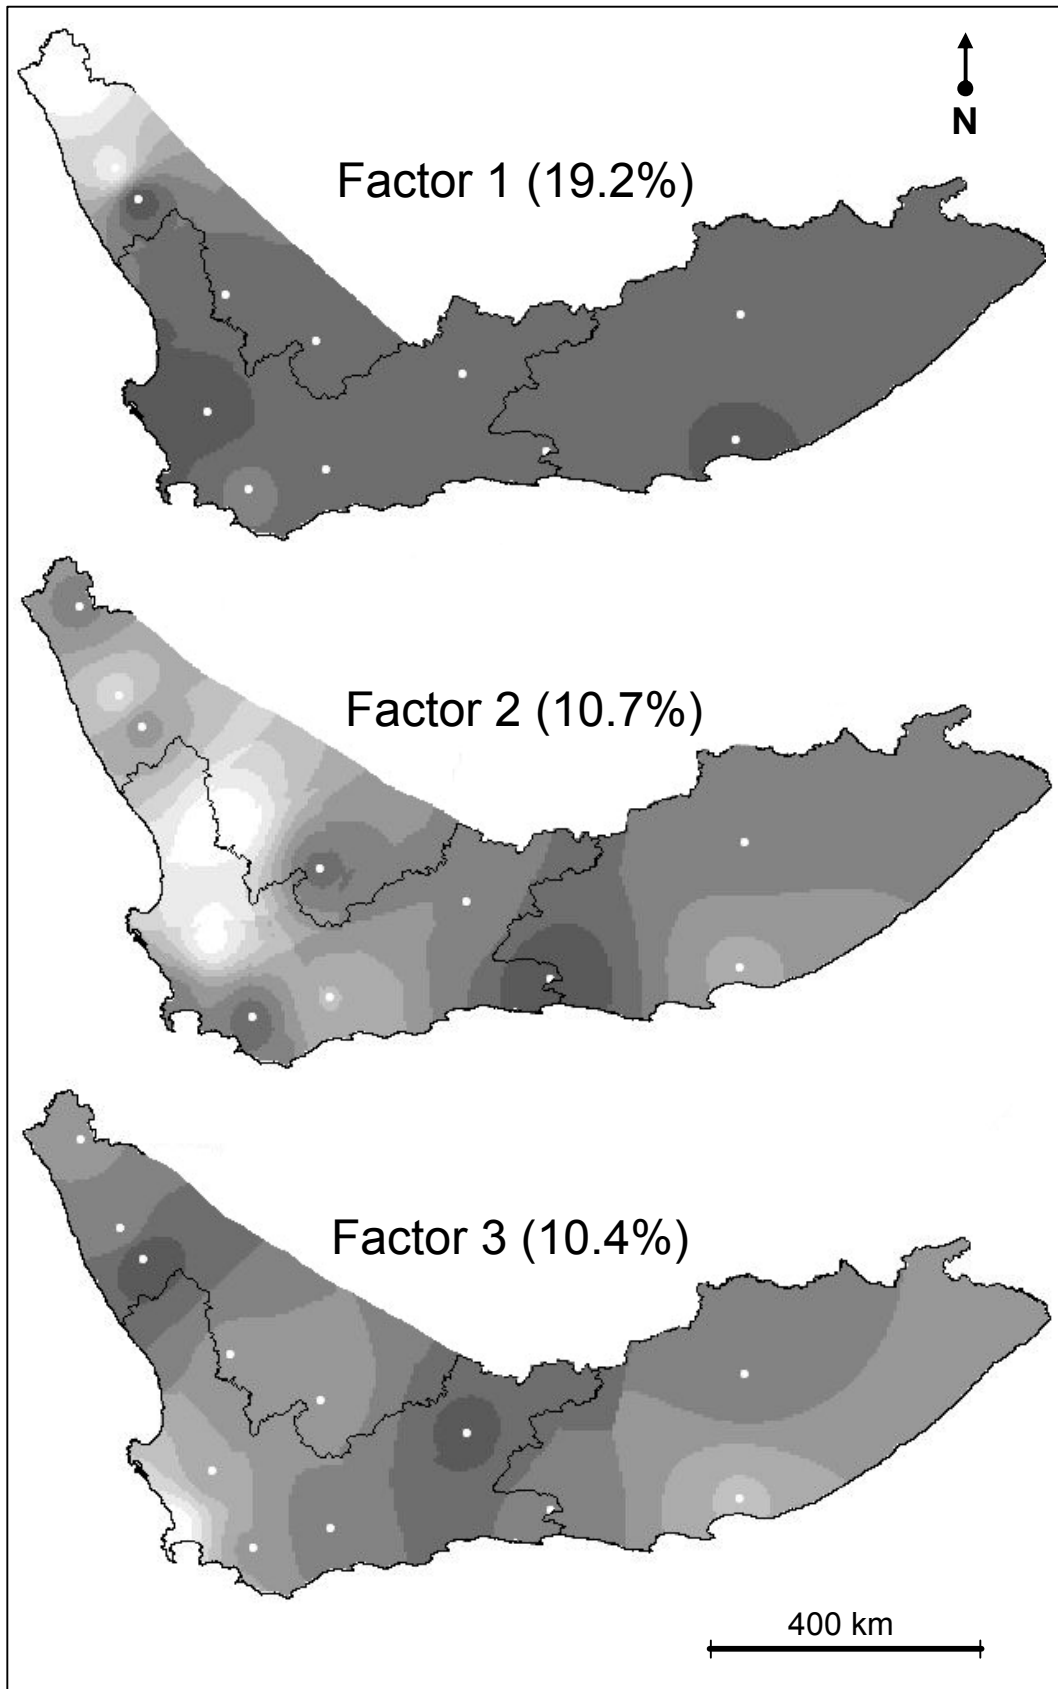 N
Factor 1 (19.2%)
Factor 2 (10.7%)
Factor 3 (10.4%)
400 km